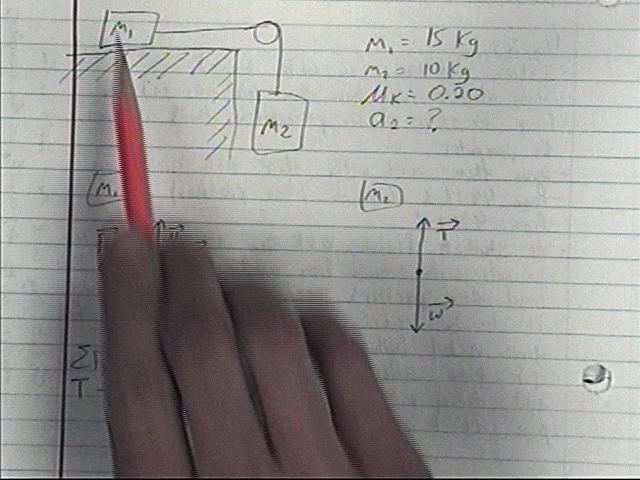 m₁
m₂
m₁ = 15 Kg
m₂ = 10 Kg
μₖ = 0.20
a₂ = ?
m₂
T
w
T